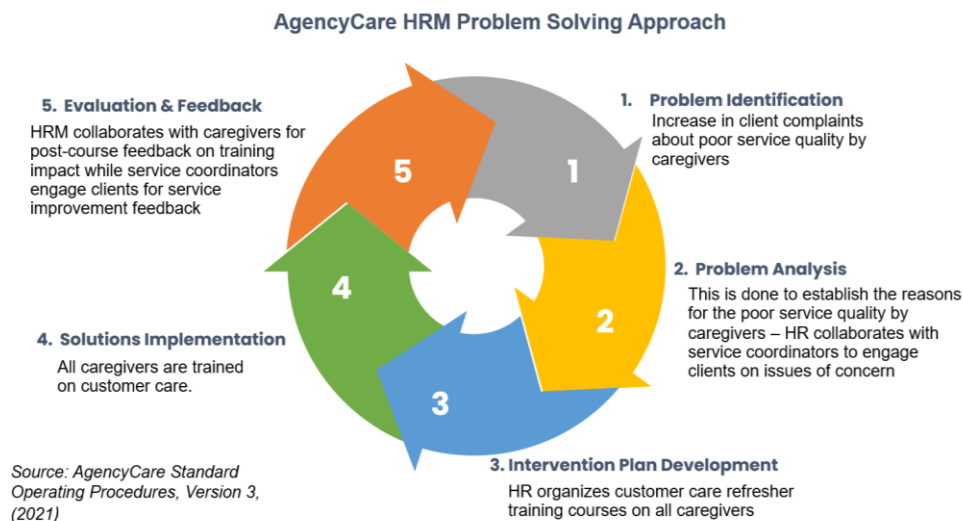 AgencyCare HRM Problem Solving Approach
1. Problem Identification
Increase in client complaints
about poor service quality by
caregivers
2. Problem Analysis
This is done to establish the reasons
for the poor service quality by
caregivers – HR collaborates with
service coordinators to engage
clients on issues of concern
3. Intervention Plan Development
HR organizes customer care refresher
training courses on all caregivers
4. Solutions Implementation
All caregivers are trained
on customer care.
5. Evaluation & Feedback
HRM collaborates with caregivers for
post-course feedback on training
impact while service coordinators
engage clients for service
improvement feedback
1
2
3
4
5
Source: AgencyCare Standard
Operating Procedures, Version 3,
(2021)